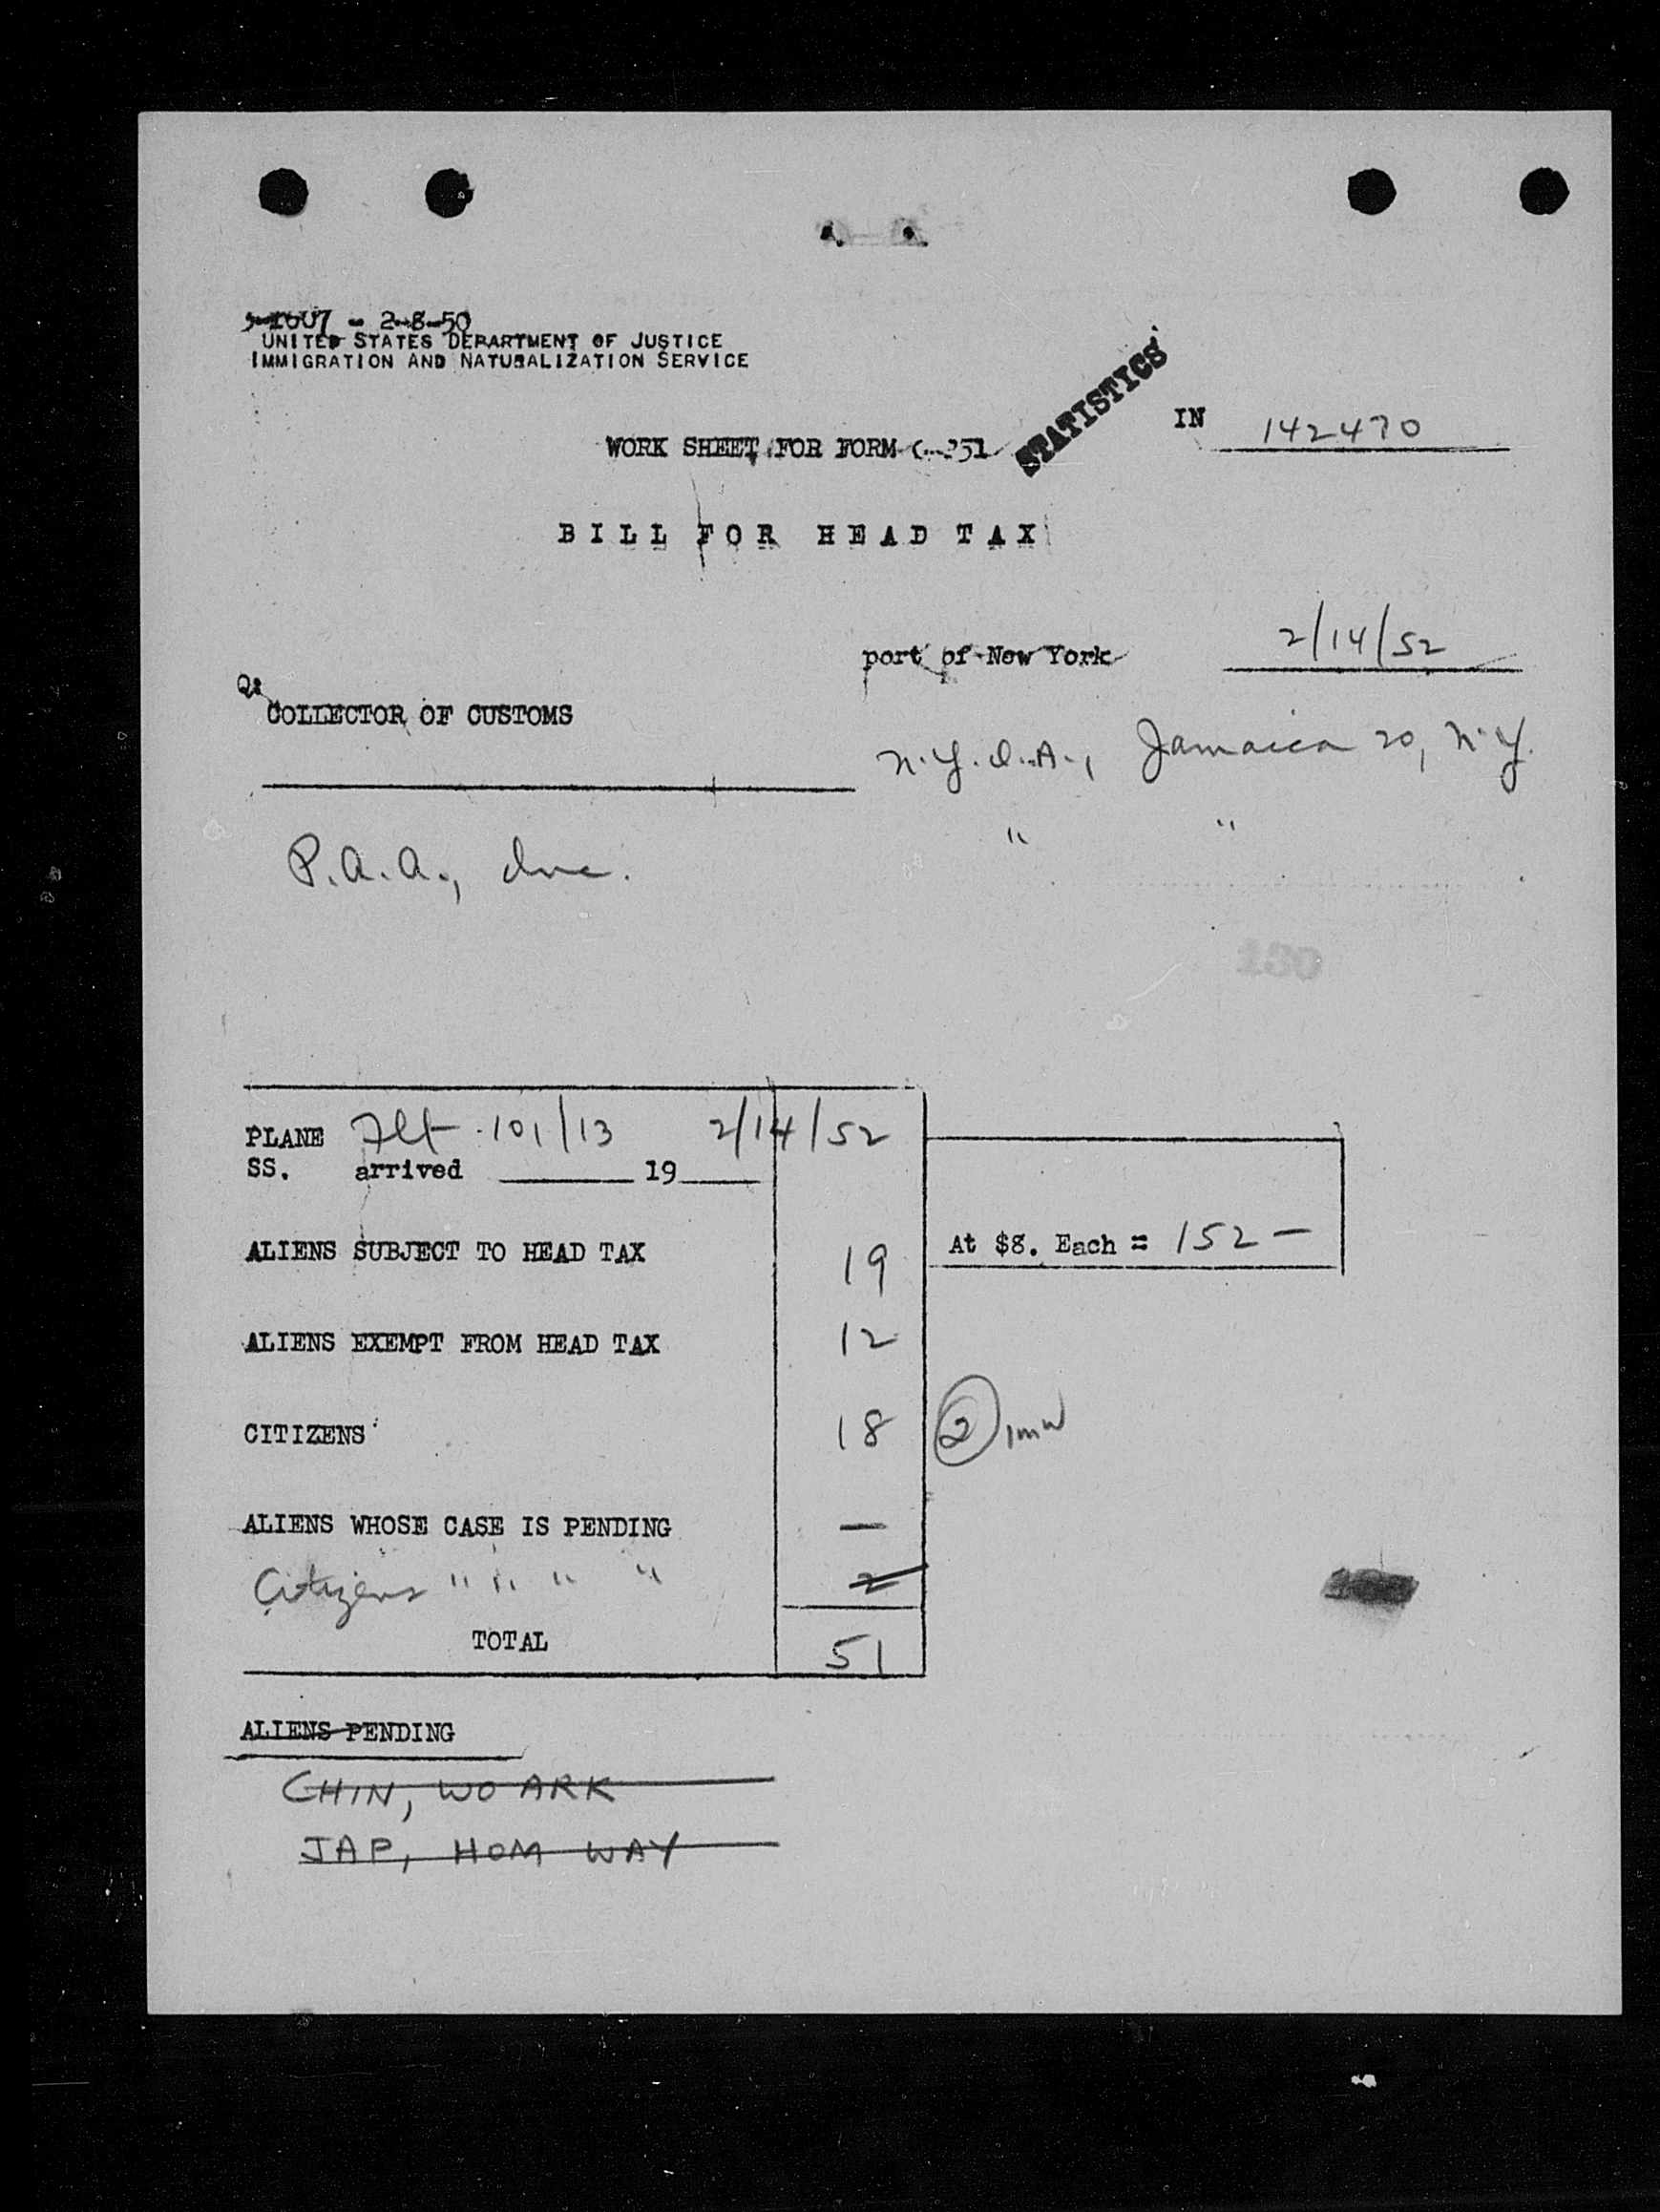 - 2-8-50
UNITED STATES DEPARTMENT OF JUSTICE
IMMIGRATION AND NATURALIZATION SERVICE
STATISTICS
IN 142470
WORK SHEET FOR FORM
BILL FOR HEAD TAX
port of New York 2/14/52
COLLECTOR OF CUSTOMS
N.Y.I.A., Jamaica 20, N.Y.
P.A.A., Inc. " "
130
PLANE Flt. 101/13 2/14/52
SS. arrived 19
ALIENS SUBJECT TO HEAD TAX 19 At $8. Each = 152 -
ALIENS EXEMPT FROM HEAD TAX 12
CITIZENS 18 2
ALIENS WHOSE CASE IS PENDING —
Citizens " " " " 2
TOTAL 51
ALIENS PENDING
CHIN, WO ARK
JAP, HOM WAY